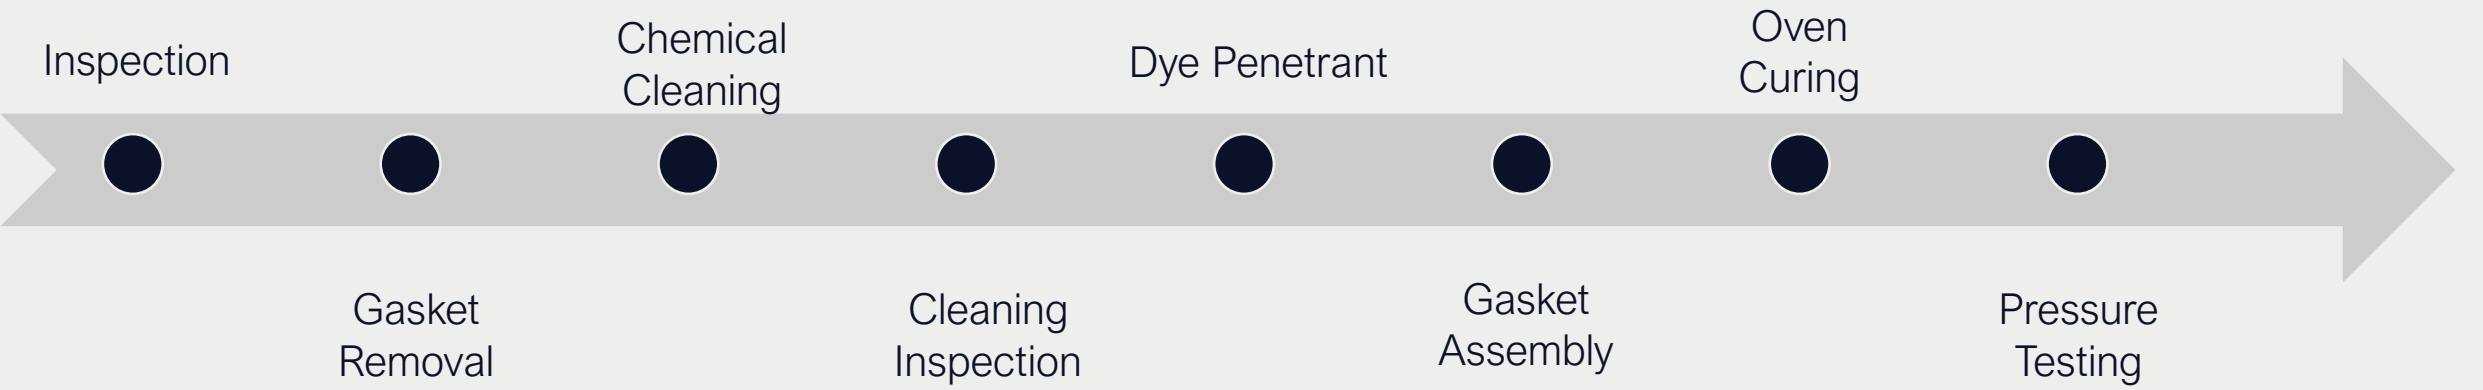 Inspection
Gasket
Removal
Chemical
Cleaning
Cleaning
Inspection
Dye Penetrant
Gasket
Assembly
Oven
Curing
Pressure
Testing